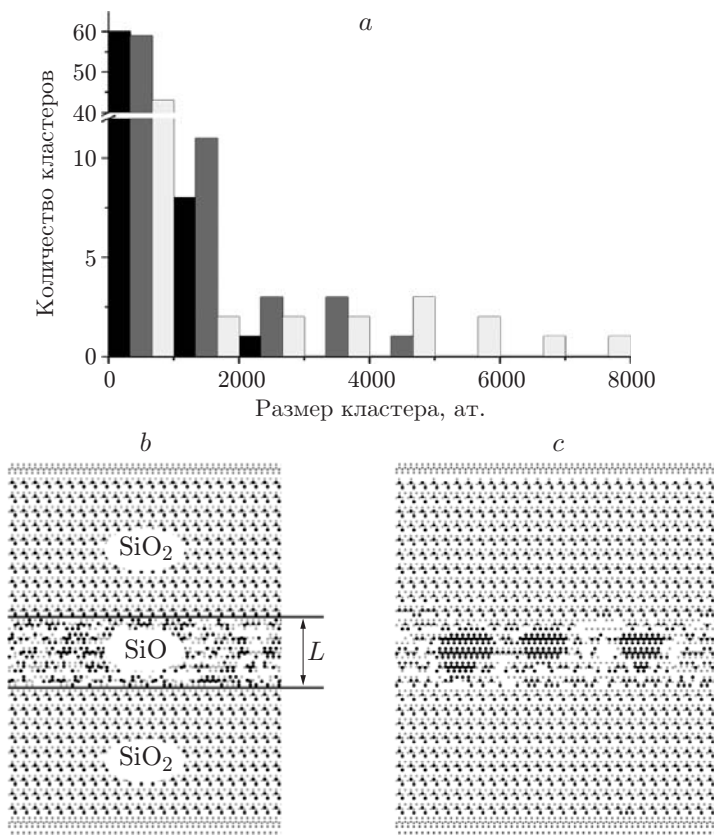 a
60
50
40
10
5
0
Количество кластеров
0 2000 4000 6000 8000
Размер кластера, ат.
b c
SiO₂
SiO L
SiO₂